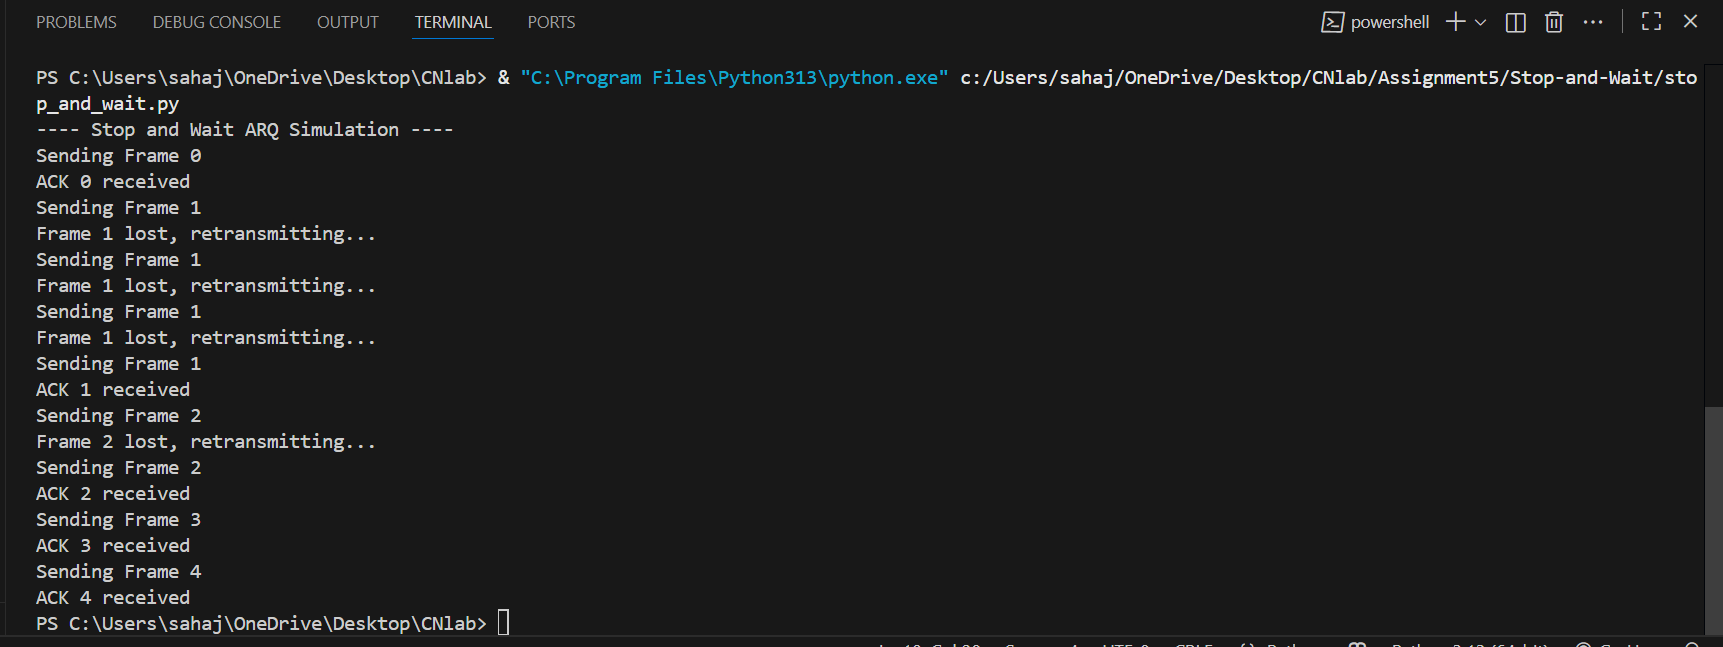 PROBLEMS DEBUG CONSOLE OUTPUT TERMINAL PORTS powershell
PS C:\Users\sahaj\OneDrive\Desktop\CNlab> & "C:\Program Files\Python313\python.exe" c:/Users/sahaj/OneDrive/Desktop/CNlab/Assignment5/Stop-and-Wait/sto
p_and_wait.py
---- Stop and Wait ARQ Simulation ----
Sending Frame 0
ACK 0 received
Sending Frame 1
Frame 1 lost, retransmitting...
Sending Frame 1
Frame 1 lost, retransmitting...
Sending Frame 1
Frame 1 lost, retransmitting...
Sending Frame 1
ACK 1 received
Sending Frame 2
Frame 2 lost, retransmitting...
Sending Frame 2
ACK 2 received
Sending Frame 3
ACK 3 received
Sending Frame 4
ACK 4 received
PS C:\Users\sahaj\OneDrive\Desktop\CNlab>